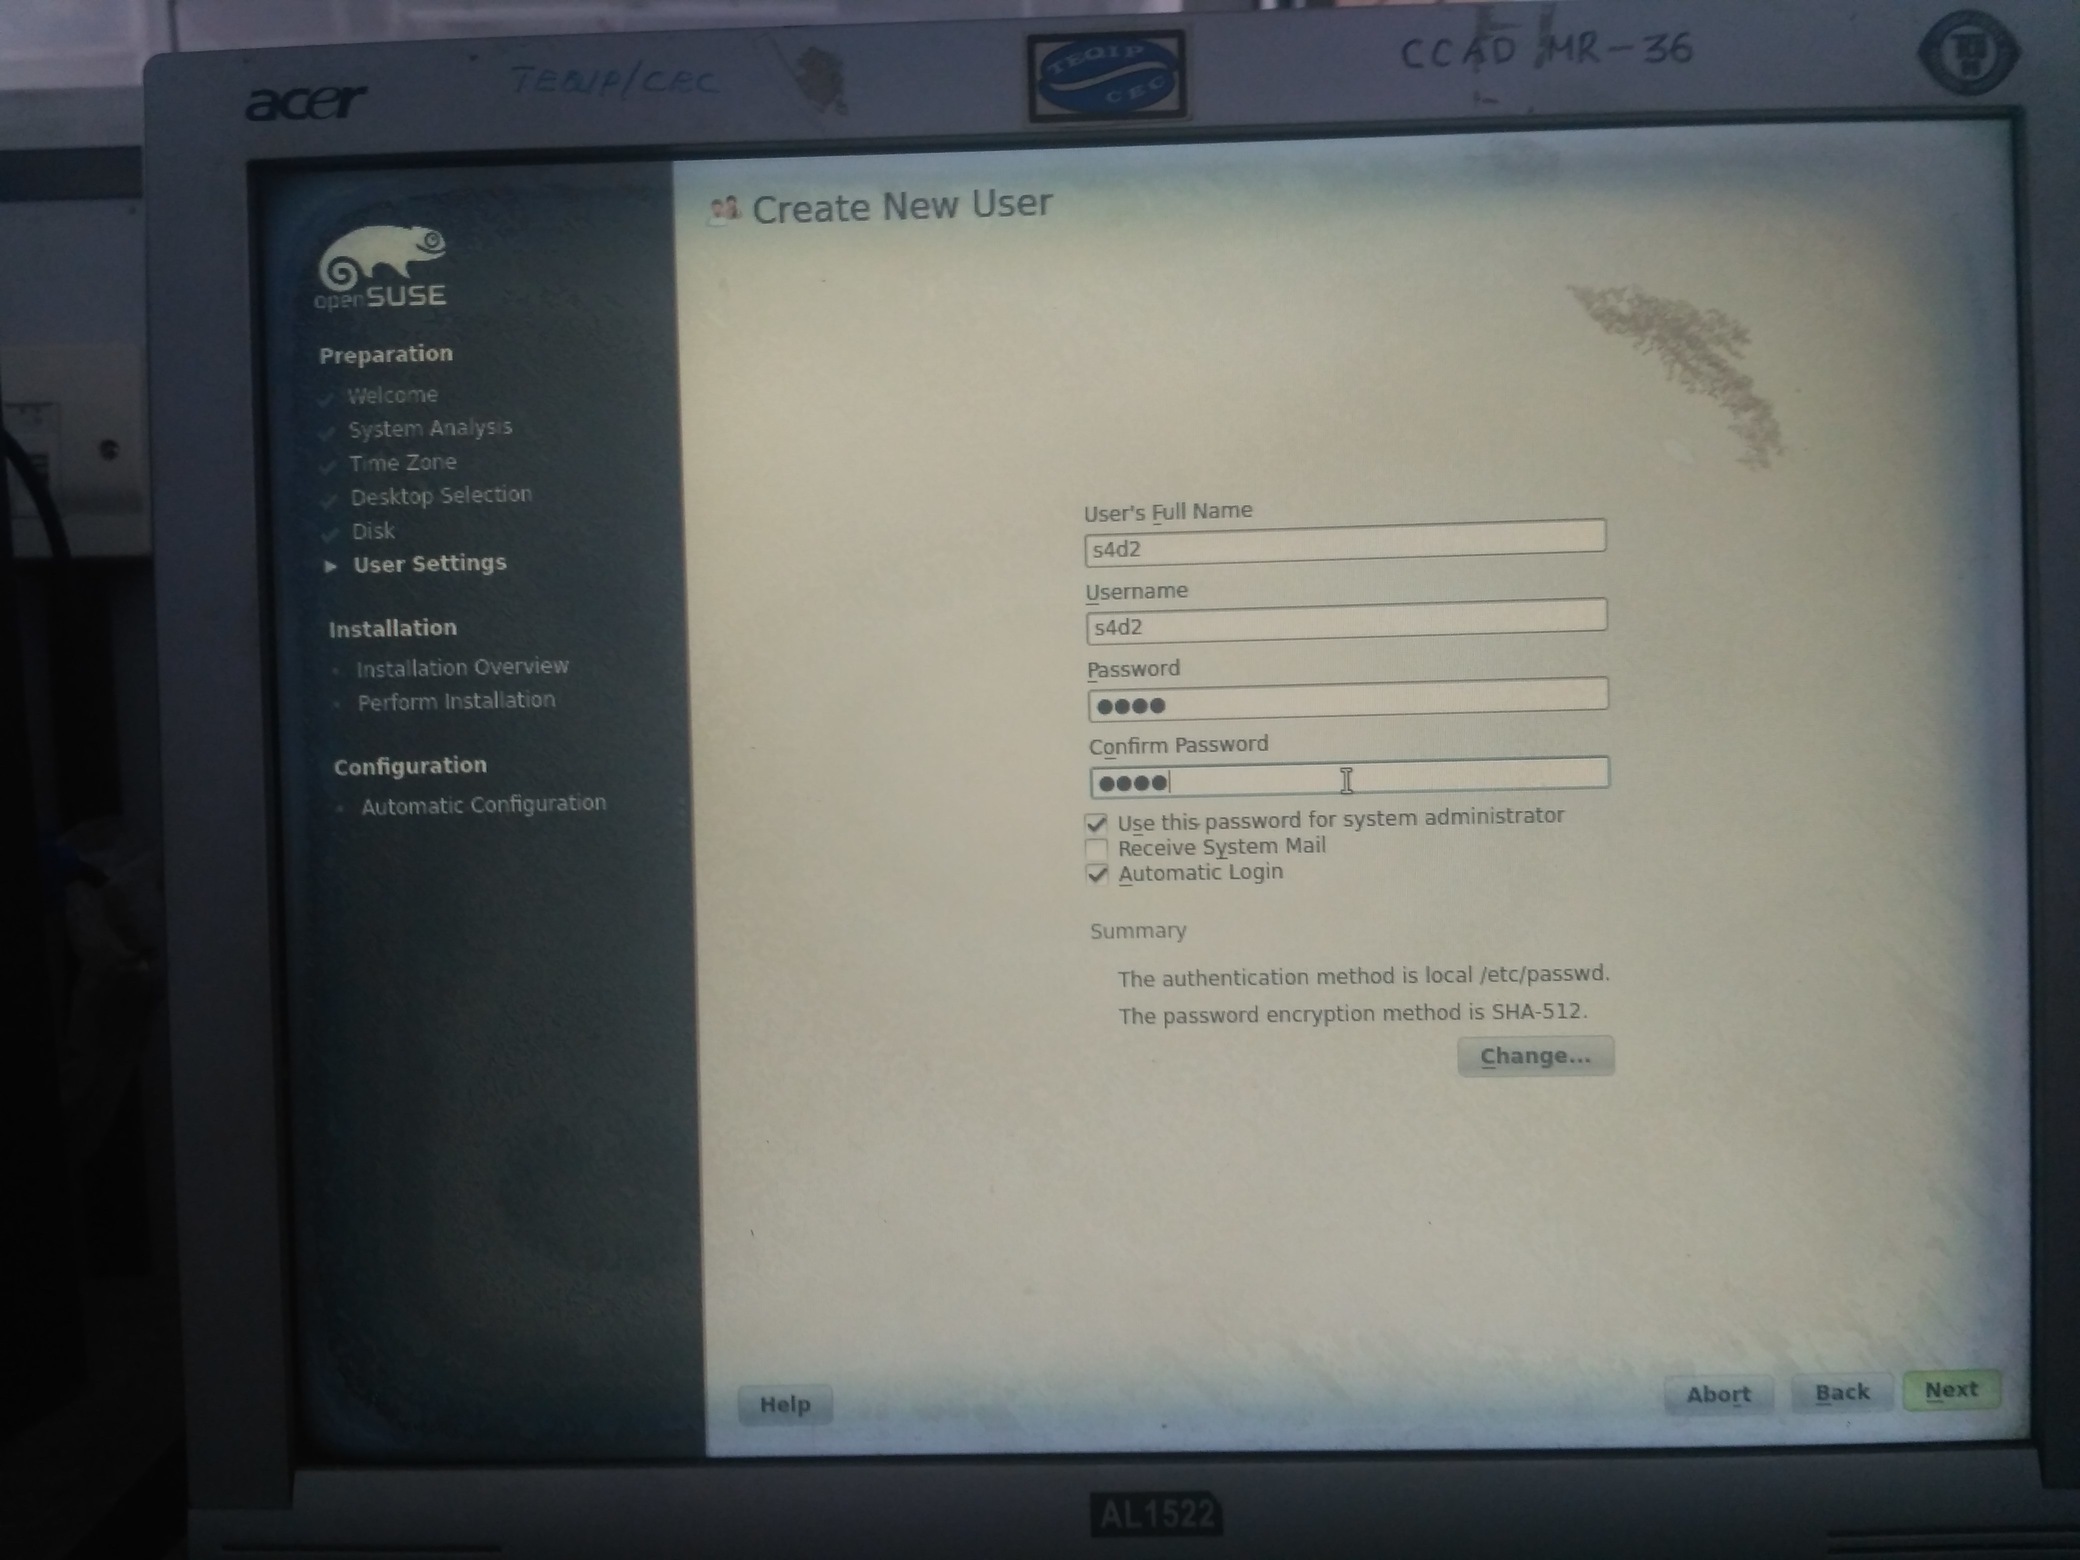 acer
TEQIP/CEC
TEQIP
CEC
CCAD MR-36
openSUSE
Preparation
Welcome
System Analysis
Time Zone
Desktop Selection
Disk
User Settings
Installation
Installation Overview
Perform Installation
Configuration
Automatic Configuration
Create New User
User's Full Name
s4d2
Username
s4d2
Password
●●●●
Confirm Password
●●●●
Use this password for system administrator
Receive System Mail
Automatic Login
Summary
The authentication method is local /etc/passwd.
The password encryption method is SHA-512.
Change...
Help
Abort
Back
Next
AL1522